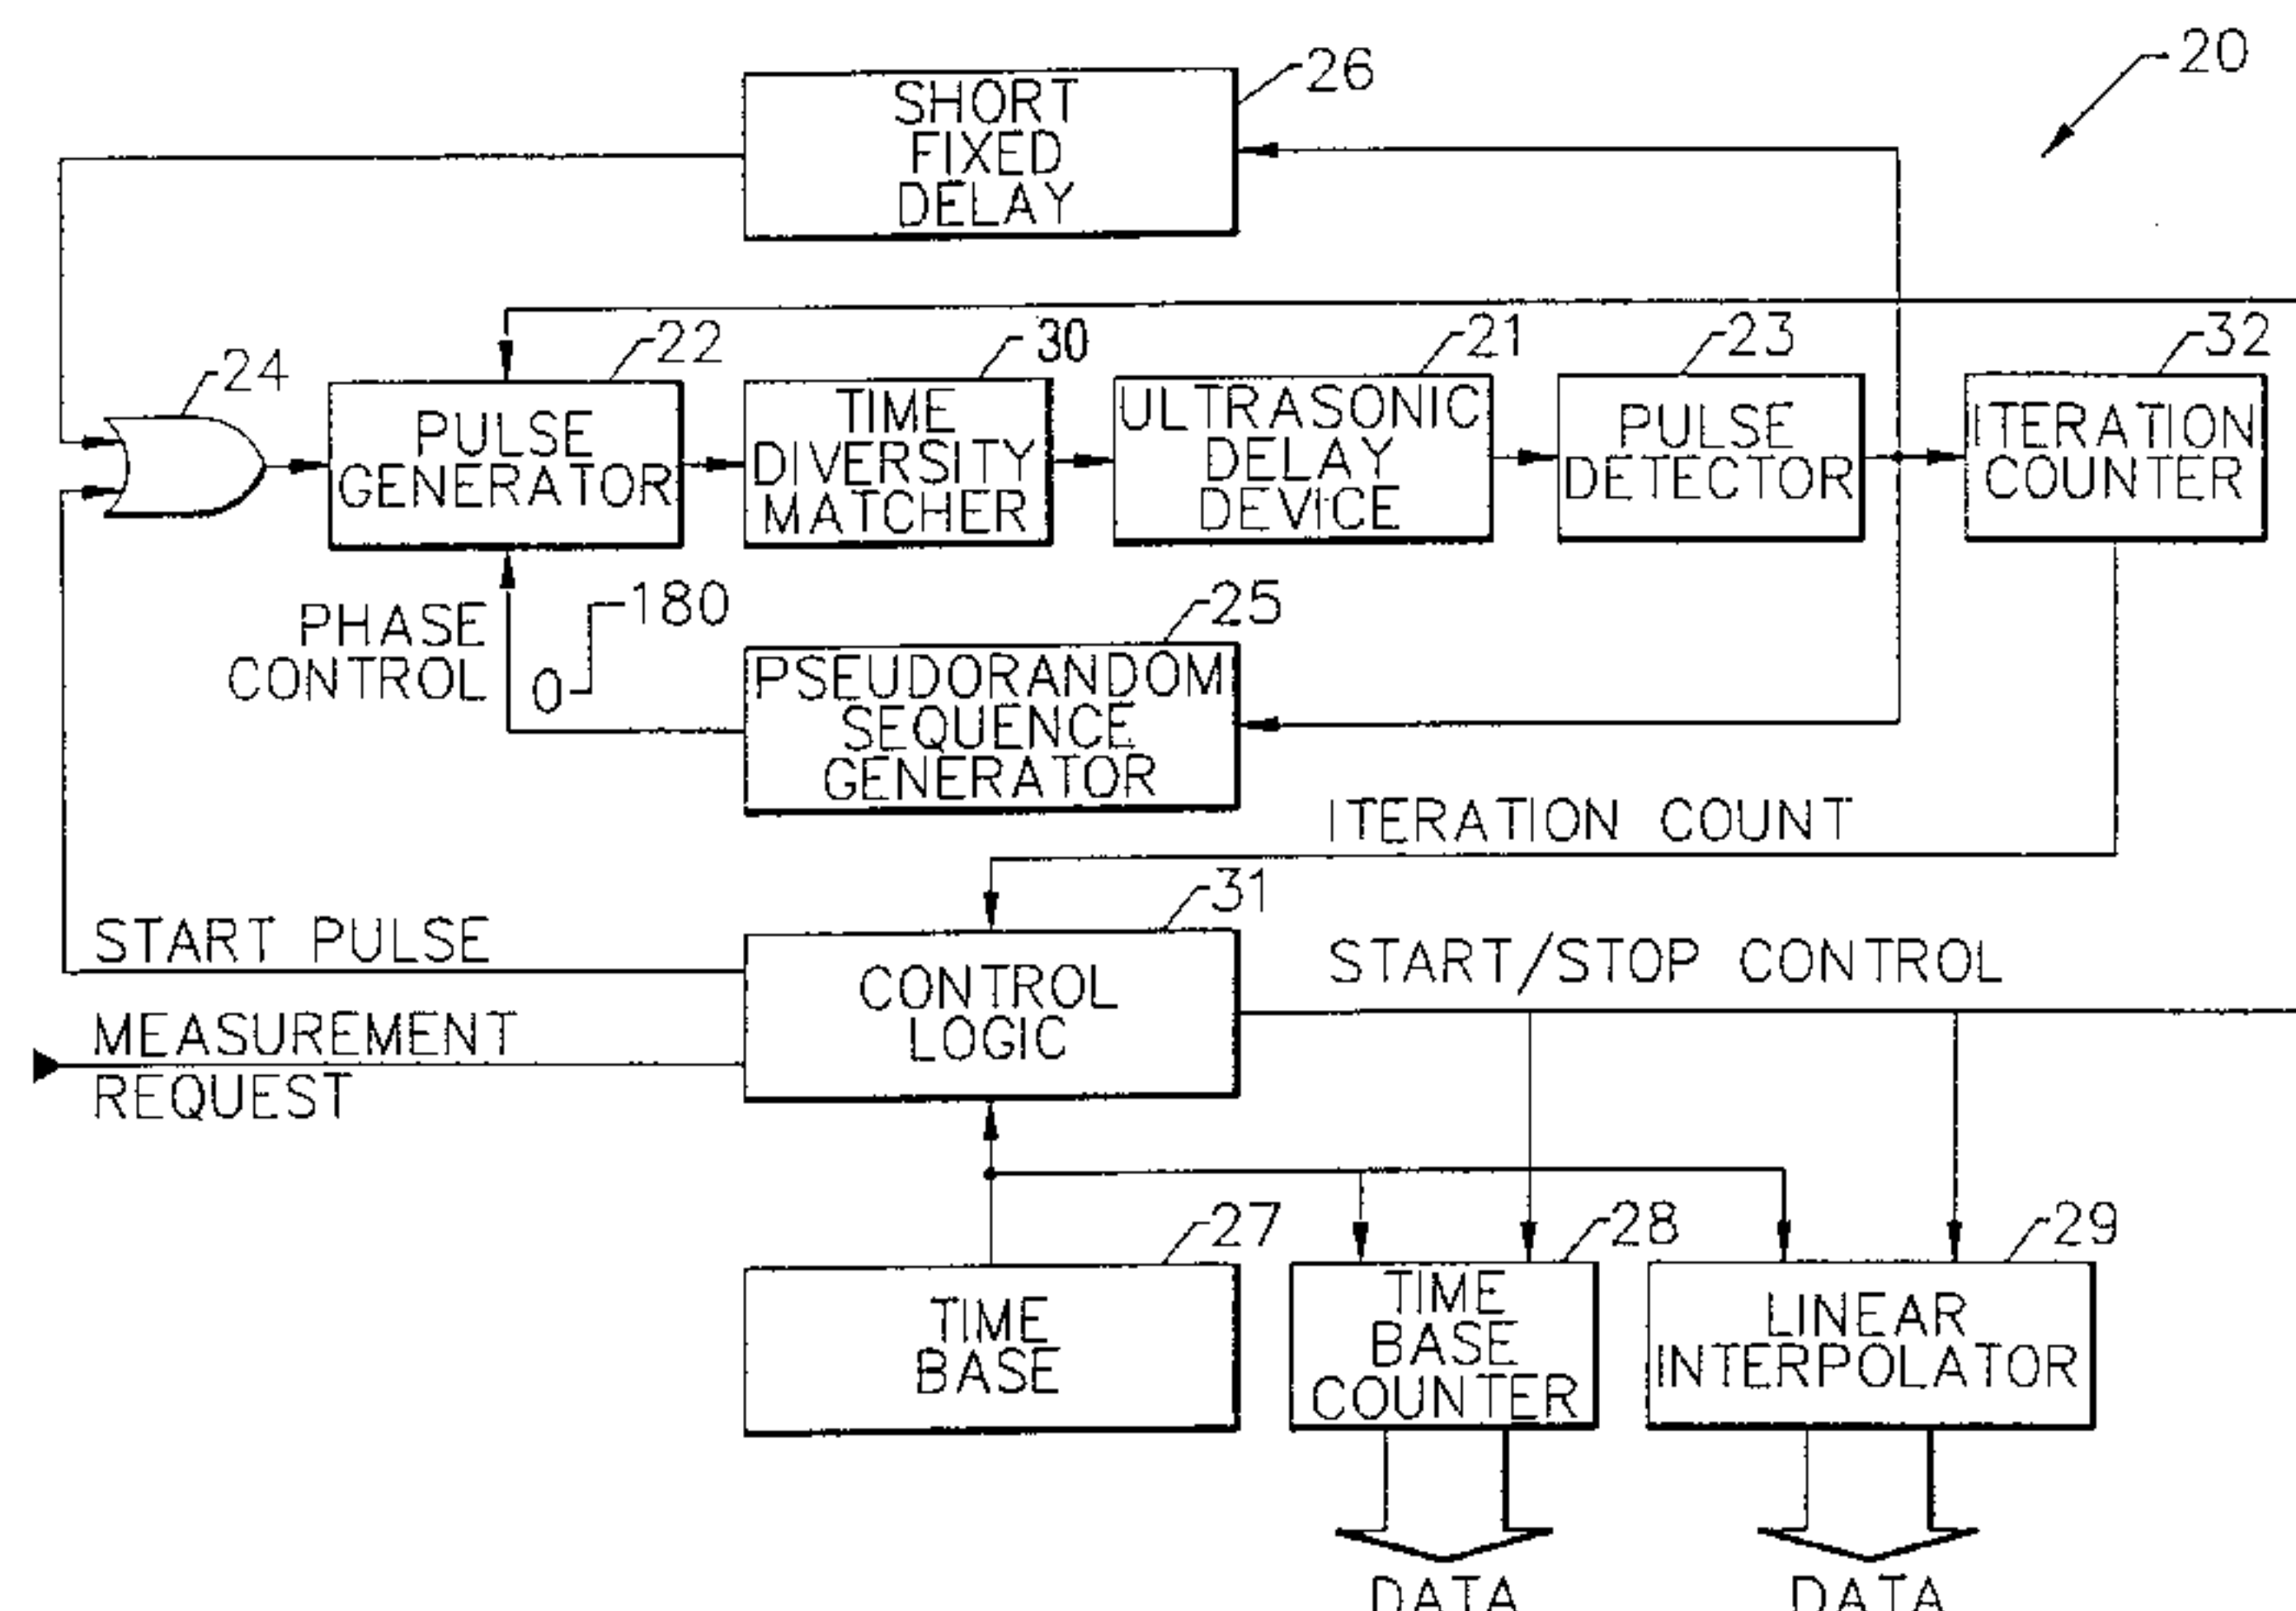 20
26
SHORT
FIXED
DELAY
24
22
PULSE
GENERATOR
30
TIME
DIVERSITY
MATCHER
21
ULTRASONIC
DELAY
DEVICE
23
PULSE
DETECTOR
32
ITERATION
COUNTER
PHASE
CONTROL
0
180
25
PSEUDORANDOM
SEQUENCE
GENERATOR
ITERATION COUNT
31
START PULSE
CONTROL
LOGIC
START/STOP CONTROL
MEASUREMENT
REQUEST
27
TIME
BASE
28
TIME
BASE
COUNTER
29
LINEAR
INTERPOLATOR
DATA
DATA